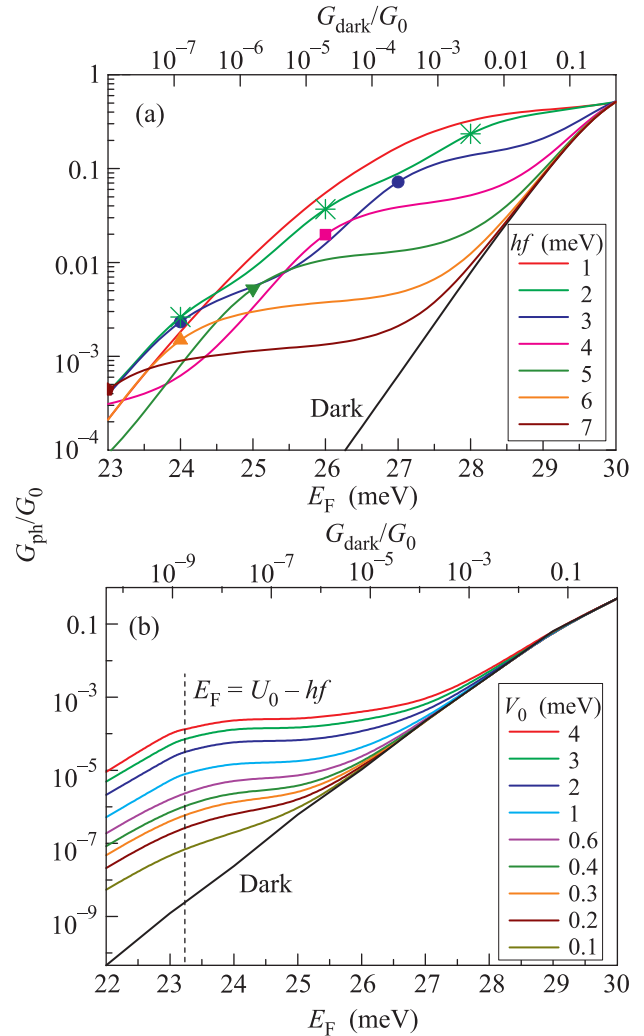 G_dark/G_0
10^-7 10^-6 10^-5 10^-4 10^-3 0.01 0.1
1
(a)
0.1
0.01
10^-3
10^-4
hf (meV)
1
2
3
4
5
6
7
Dark
23 24 25 26 27 28 29 30
E_F (meV)
G_ph/G_0
G_dark/G_0
10^-9 10^-7 10^-5 10^-3 0.1
(b)
0.1
10^-3
10^-5
10^-7
10^-9
E_F = U_0 – hf
V_0 (meV)
4
3
2
1
0.6
0.4
0.3
0.2
0.1
Dark
22 23 24 25 26 27 28 29 30
E_F (meV)